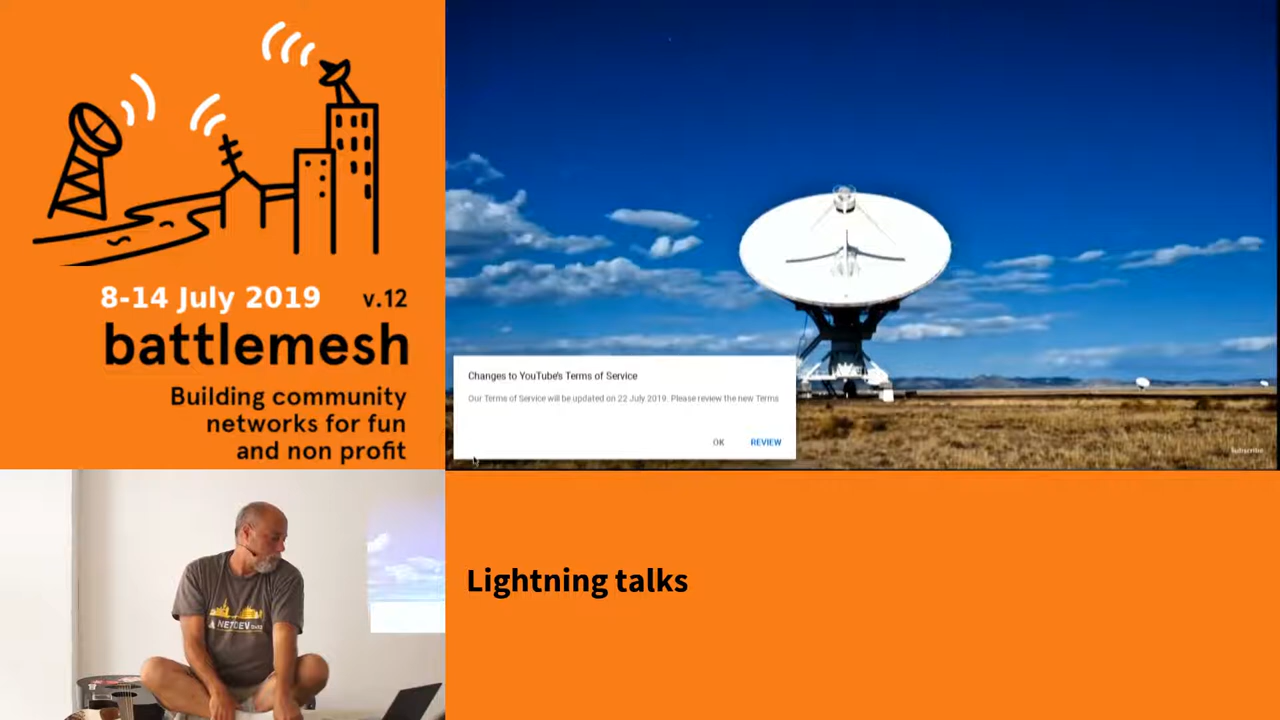 8-14 July 2019 v.12
battlemesh
Building community
networks for fun
and non profit
Changes to YouTube's Terms of Service
Our Terms of Service will be updated on 22 July 2019. Please review the new Terms
OK REVIEW
Subscribe
NETDEV
Lightning talks